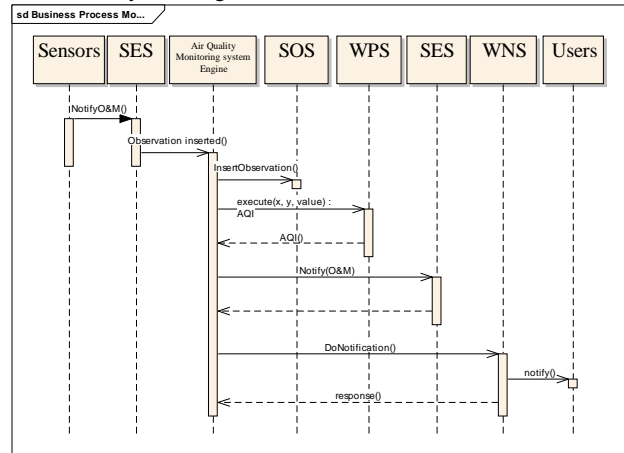 sd Business Process Mo...
Sensors
SES
Air Quality
Monitoring system
Engine
SOS
WPS
SES
WNS
Users
NotifyO&M()
Observation inserted()
InsertObservation()
execute(x, y, value) :
AQI
AQI()
Notify(O&M)
DoNotification()
notify()
response()